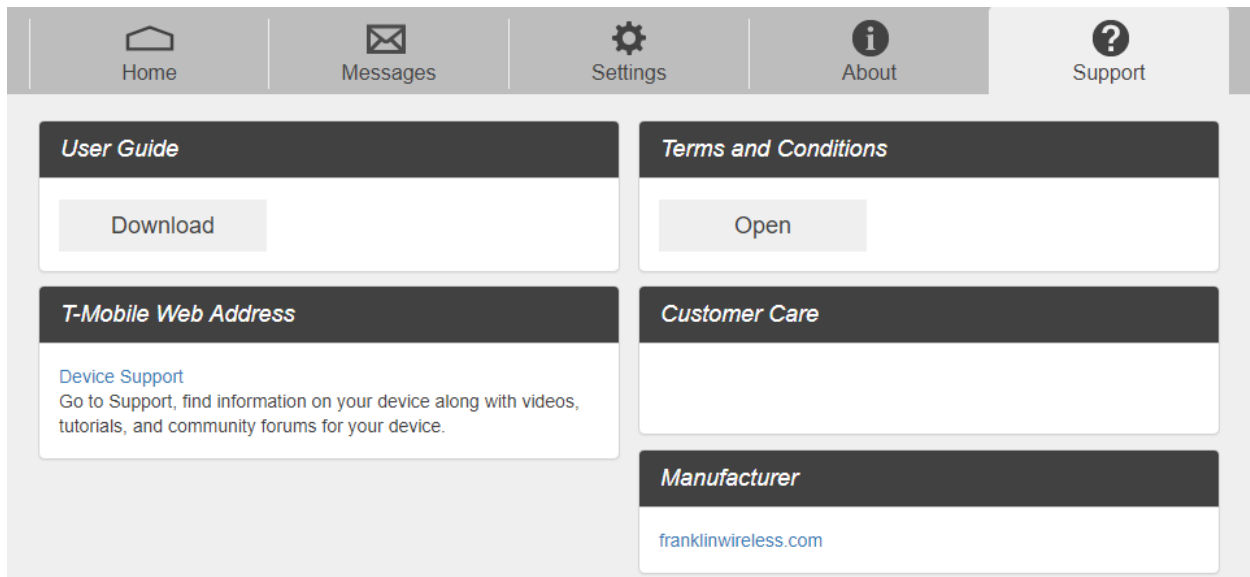 Home
Messages
Settings
About
Support
User Guide
Download
Terms and Conditions
Open
T-Mobile Web Address
Device Support
Go to Support, find information on your device along with videos,
tutorials, and community forums for your device.
Customer Care
Manufacturer
franklinwireless.com